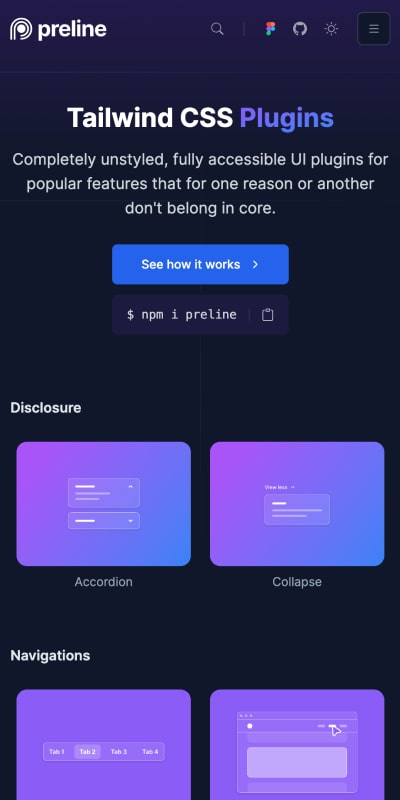 preline
Tailwind CSS Plugins
Completely unstyled, fully accessible UI plugins for
popular features that for one reason or another
don't belong in core.
See how it works
$ npm i preline
Disclosure
View less
Accordion
Collapse
Navigations
Tab 1 Tab 2 Tab 3 Tab 4